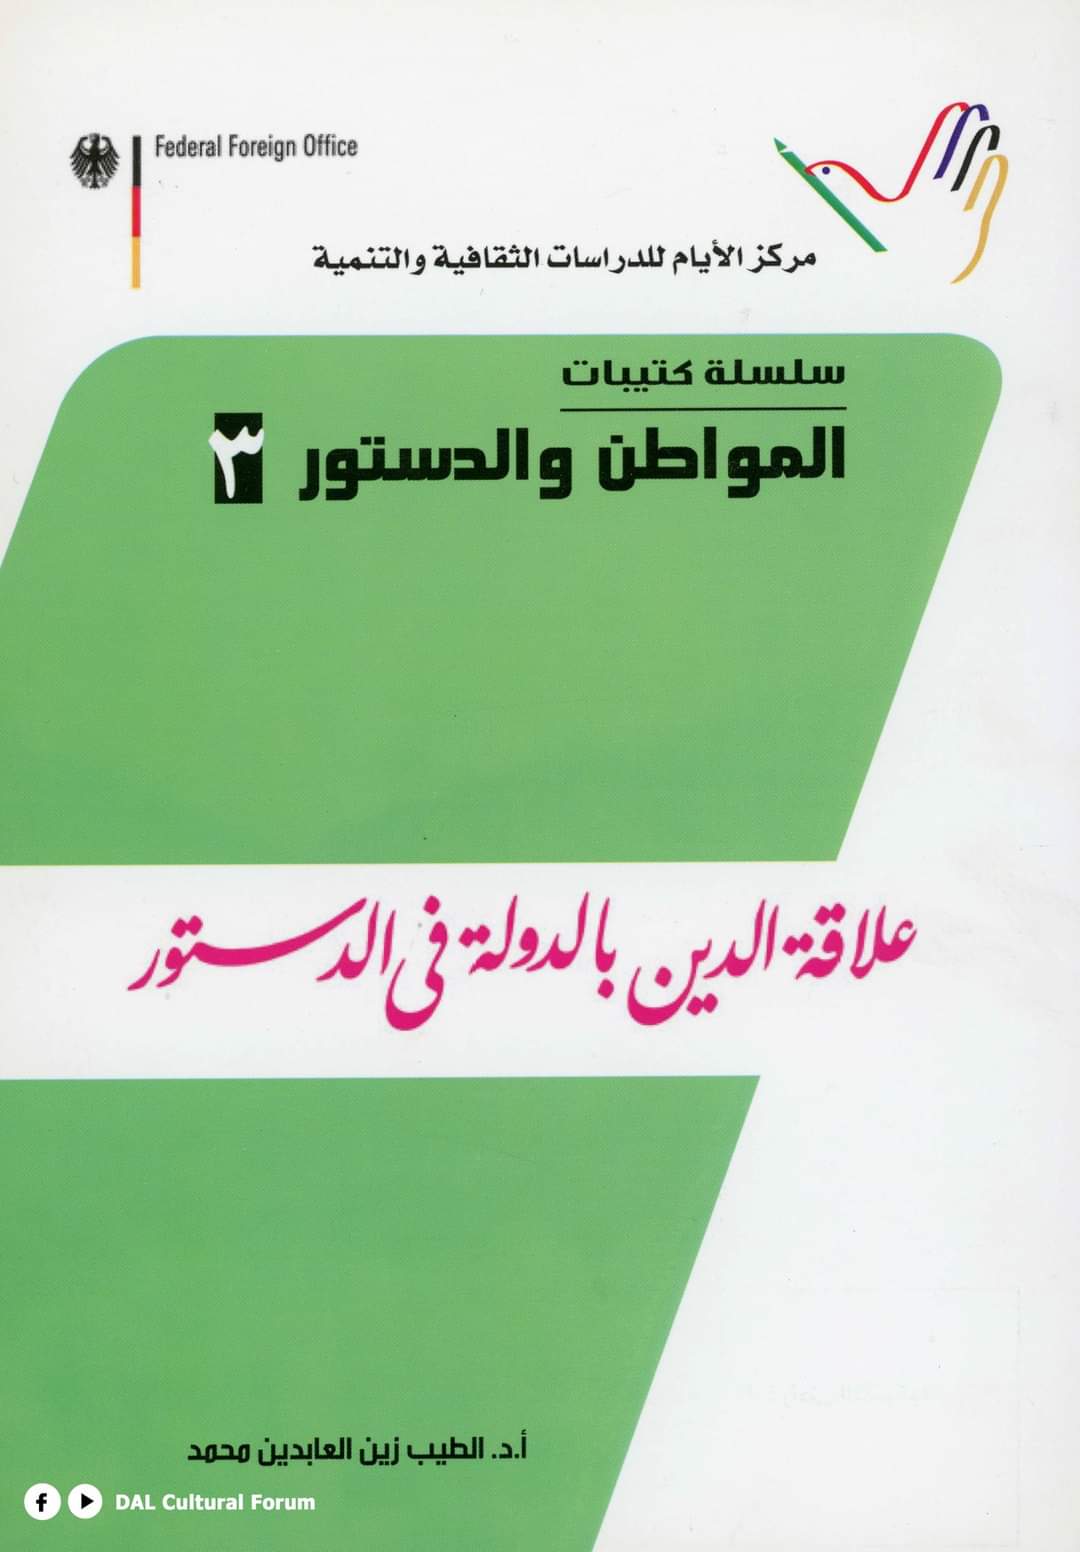 Federal Foreign Office
مركز الأيام للدراسات الثقافية والتنمية
سلسلة كتيبات
المواطن والدستور ٣
علاقة الدين بالدولة في الدستور
أ.د. الطيب زين العابدين محمد
DAL Cultural Forum